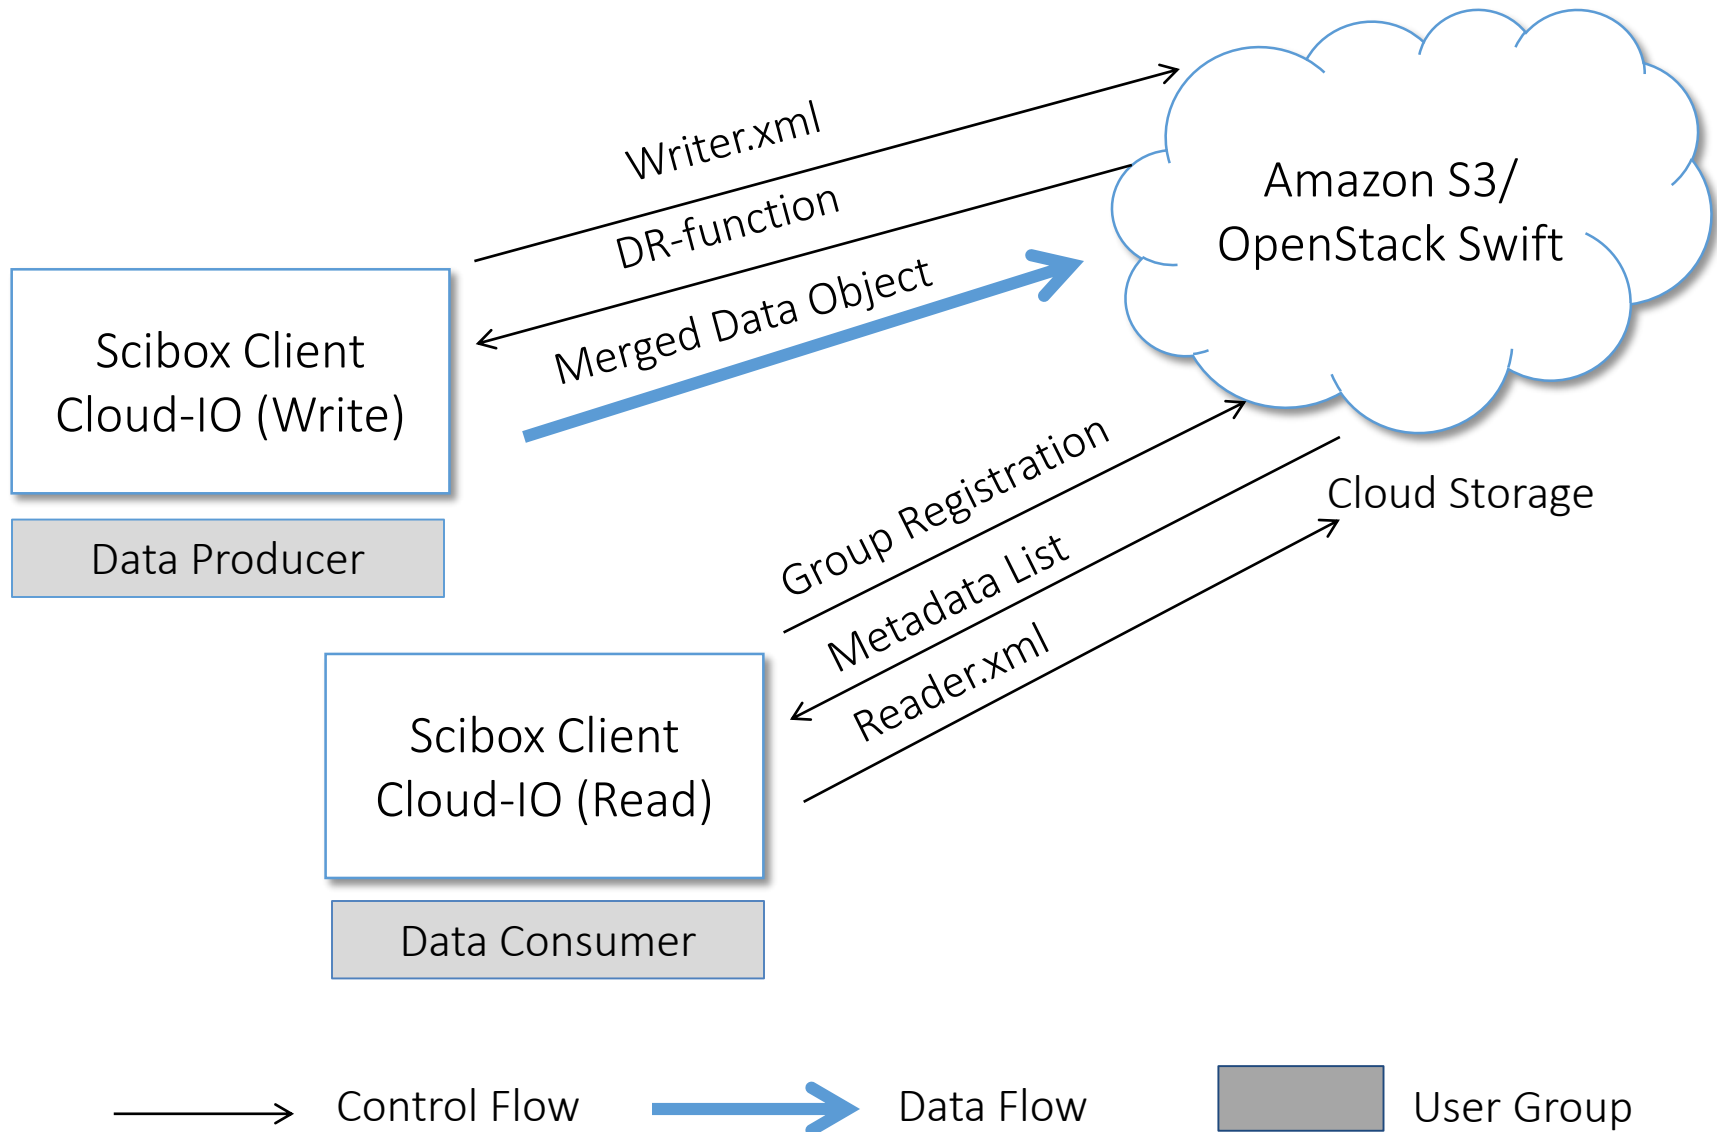 Writer.xml
DR-function
Merged Data Object
Amazon S3/
OpenStack Swift
Scibox Client
Cloud-IO (Write)
Data Producer
Cloud Storage
Group Registration
Metadata List
Reader.xml
Scibox Client
Cloud-IO (Read)
Data Consumer
Control Flow
Data Flow
User Group